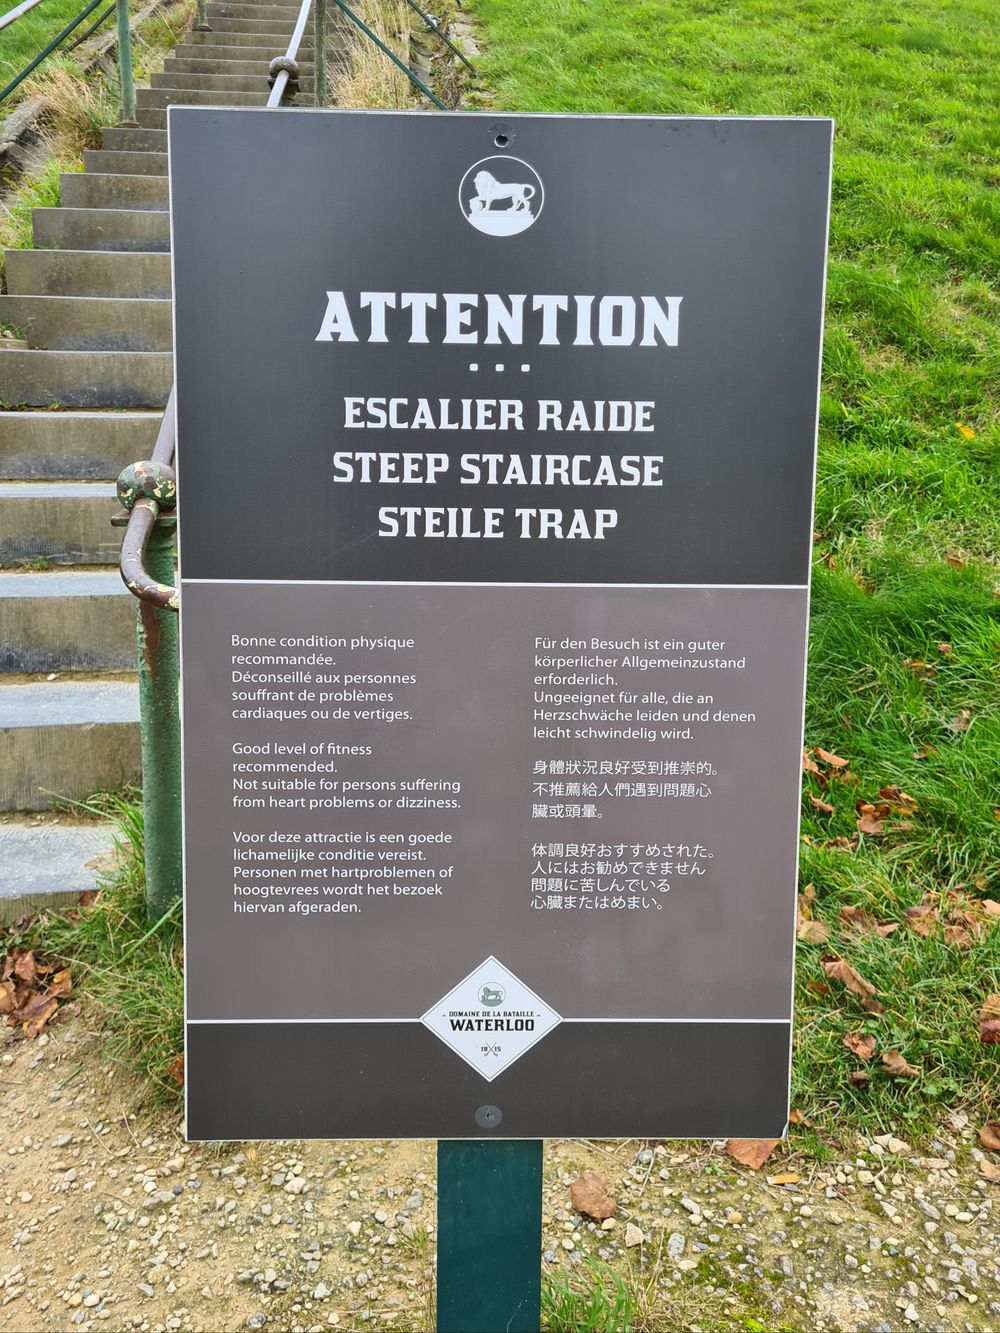 ATTENTION
ESCALIER RAIDE
STEEP STAIRCASE
STEILE TRAP
Bonne condition physique
recommandée.
Déconseillé aux personnes
souffrant de problèmes
cardiaques ou de vertiges.
Good level of fitness
recommended.
Not suitable for persons suffering
from heart problems or dizziness.
Voor deze attractie is een goede
lichamelijke conditie vereist.
Personen met hartproblemen of
hoogtevrees wordt het bezoek
hiervan afgeraden.
Für den Besuch ist ein guter
körperlicher Allgemeinzustand
erforderlich.
Ungeeignet für alle, die an
Herzschwäche leiden und denen
leicht schwindelig wird.
身體狀況良好受到推崇的。
不推薦給人們遇到問題心
臟或頭暈。
体調良好おすすめされた。
人にはお勧めできません
問題に苦しんでいる
心臓またはめまい。
DOMAINE DE LA BATAILLE
WATERLOO
18 15